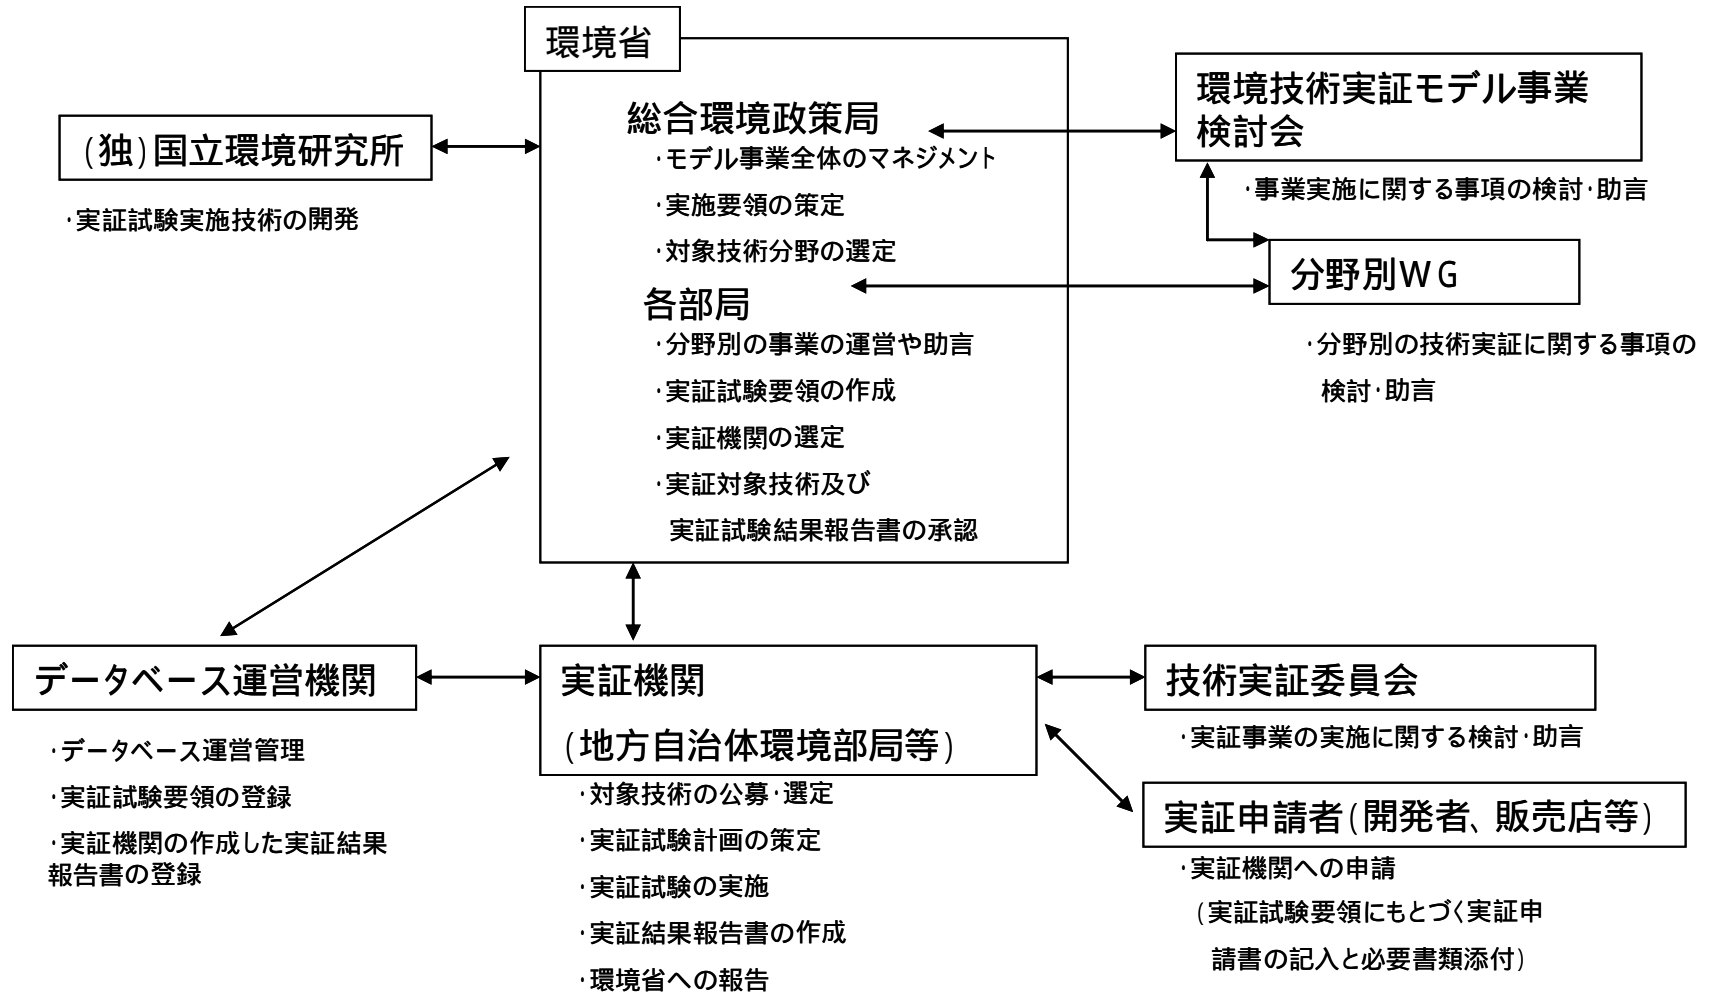 環境省
総合環境政策局
・モデル事業全体のマネジメント
・実施要領の策定
・対象技術分野の選定
各部局
・分野別の事業の運営や助言
・実証試験要領の作成
・実証機関の選定
・実証対象技術及び
実証試験結果報告書の承認
(独)国立環境研究所
・実証試験実施技術の開発
環境技術実証モデル事業
検討会
・事業実施に関する事項の検討・助言
分野別WG
・分野別の技術実証に関する事項の
検討・助言
データベース運営機関
・データベース運営管理
・実証試験要領の登録
・実証機関の作成した実証結果
報告書の登録
実証機関
(地方自治体環境部局等)
・対象技術の公募・選定
・実証試験計画の策定
・実証試験の実施
・実証結果報告書の作成
・環境省への報告
技術実証委員会
・実証事業の実施に関する検討・助言
実証申請者(開発者、販売店等)
・実証機関への申請
(実証試験要領にもとづく実証申
請書の記入と必要書類添付)